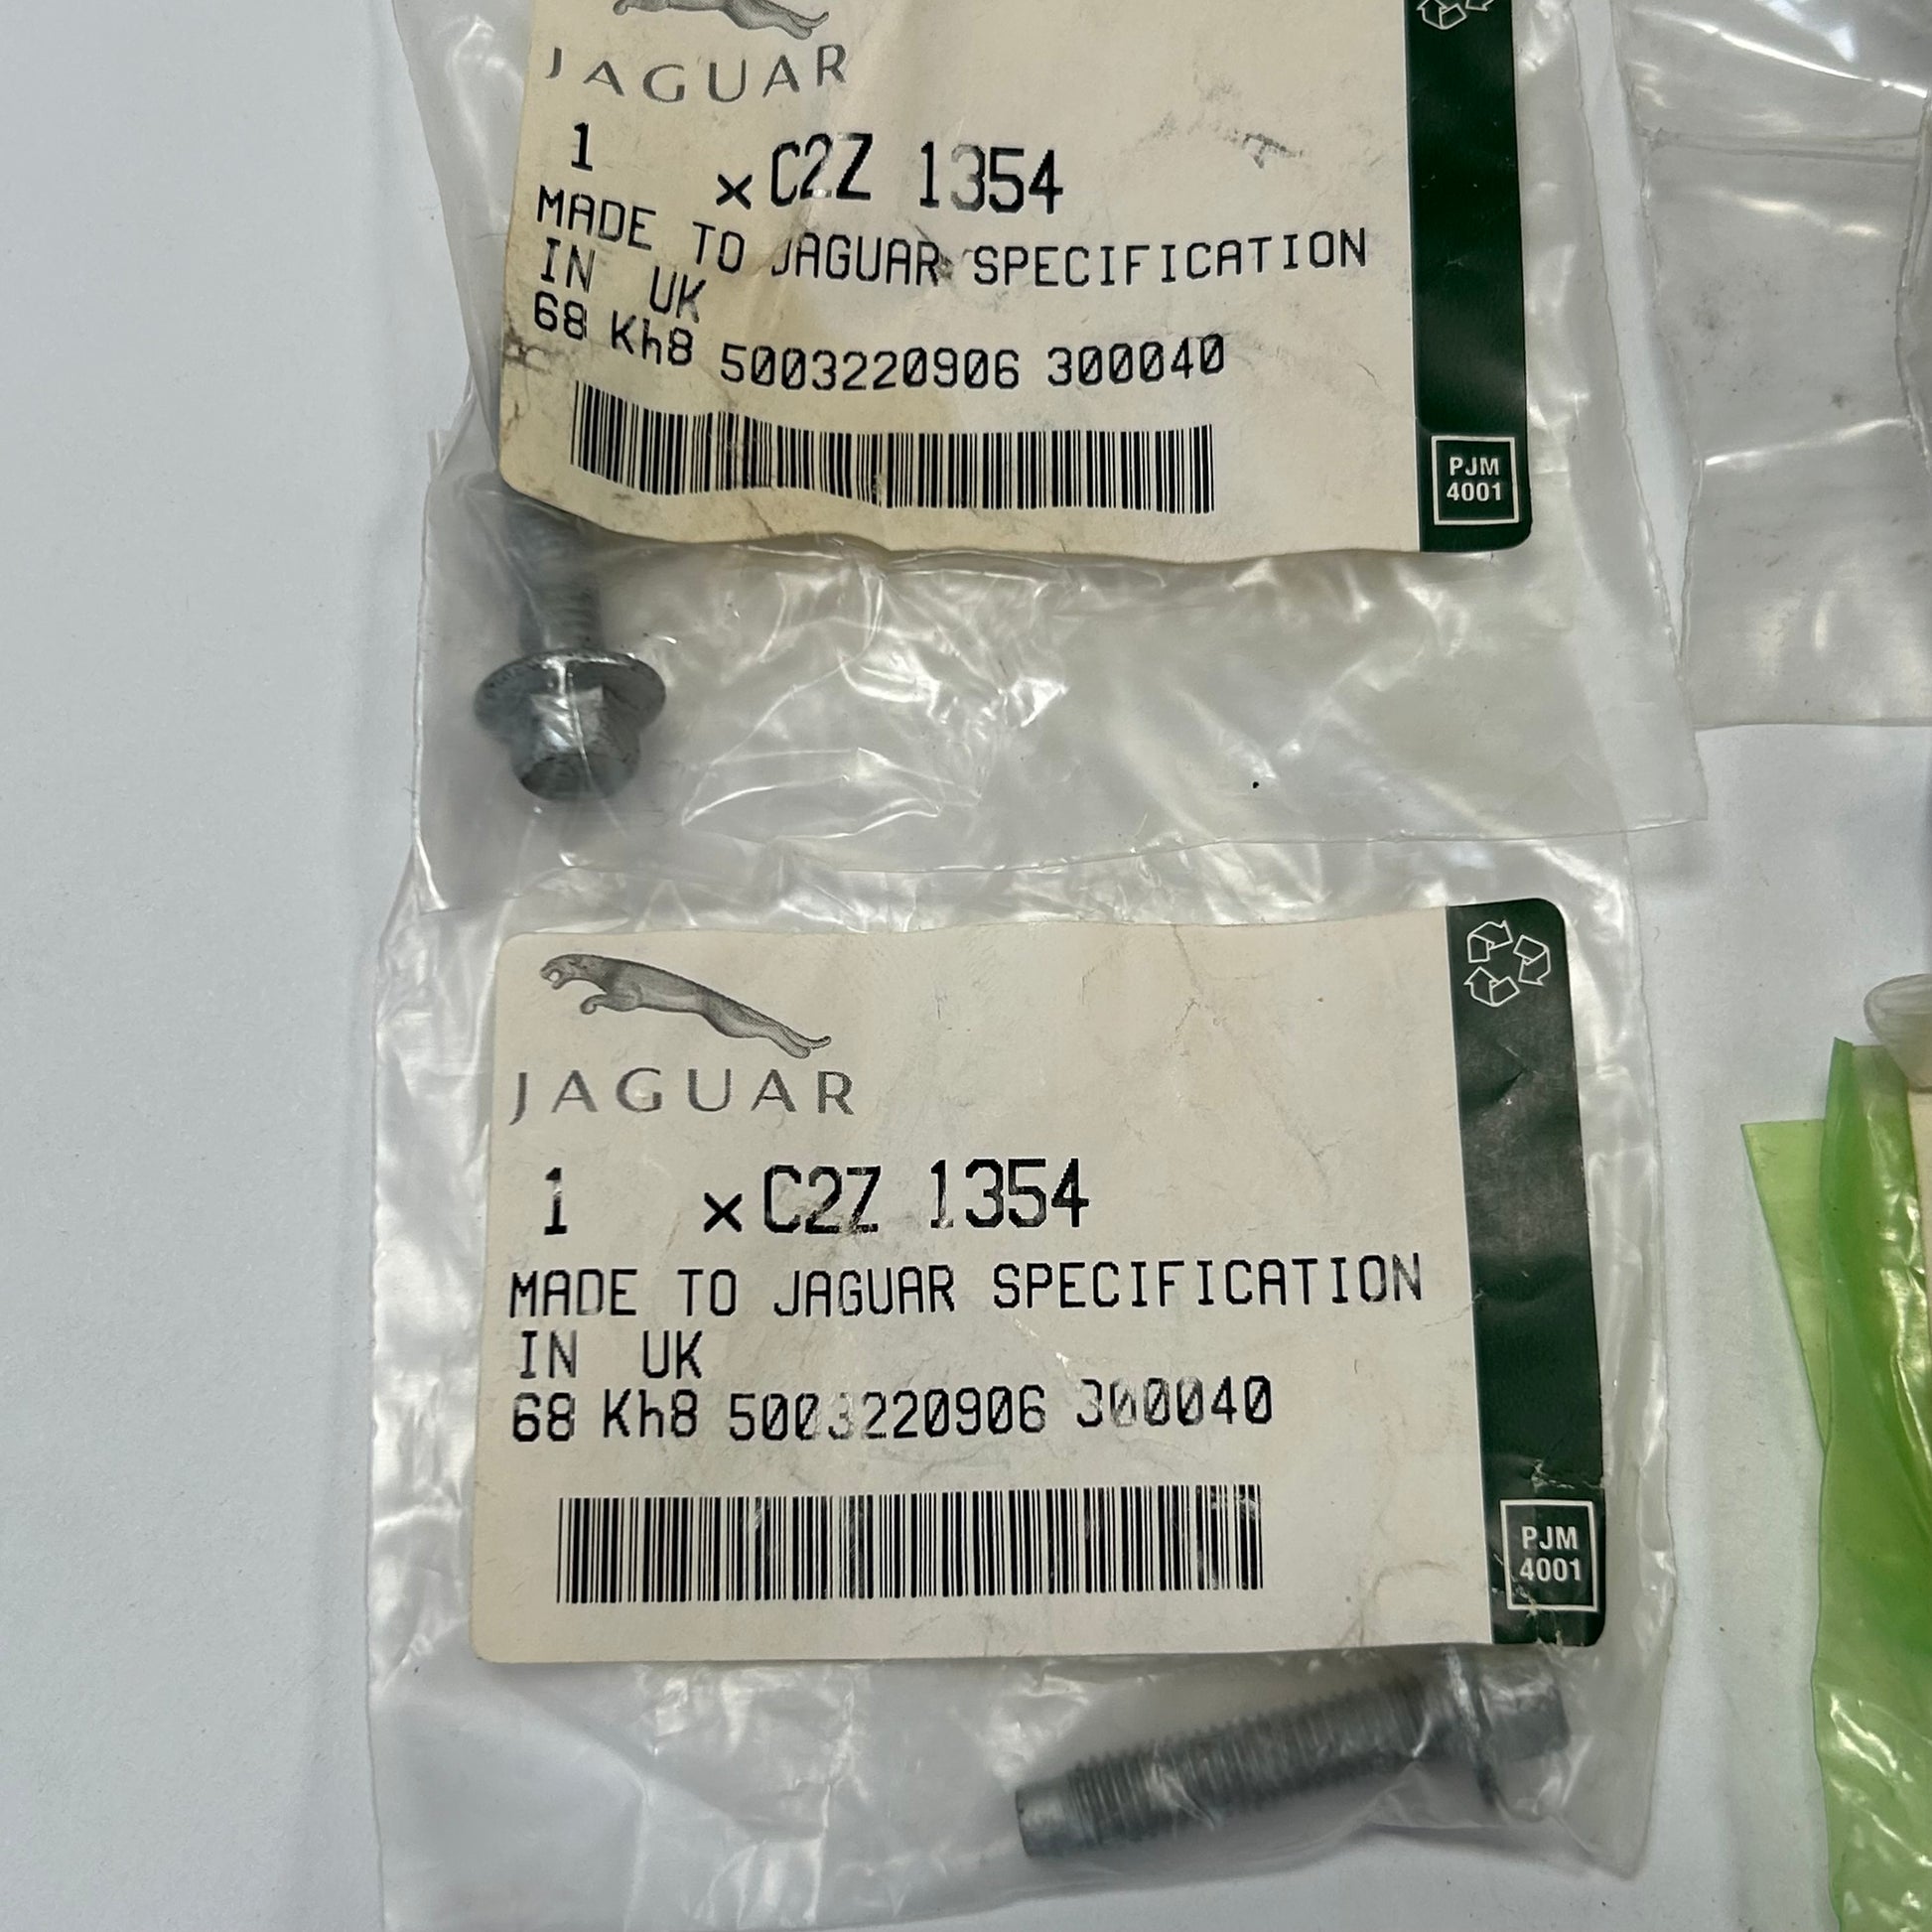 JAGUAR
1 x C2Z 1354
MADE TO JAGUAR SPECIFICATION
IN UK
68 Kh8 5003220906 300040
PJM
4001
JAGUAR
1 x C2Z 1354
MADE TO JAGUAR SPECIFICATION
IN UK
68 Kh8 5003220906 300040
PJM
4001